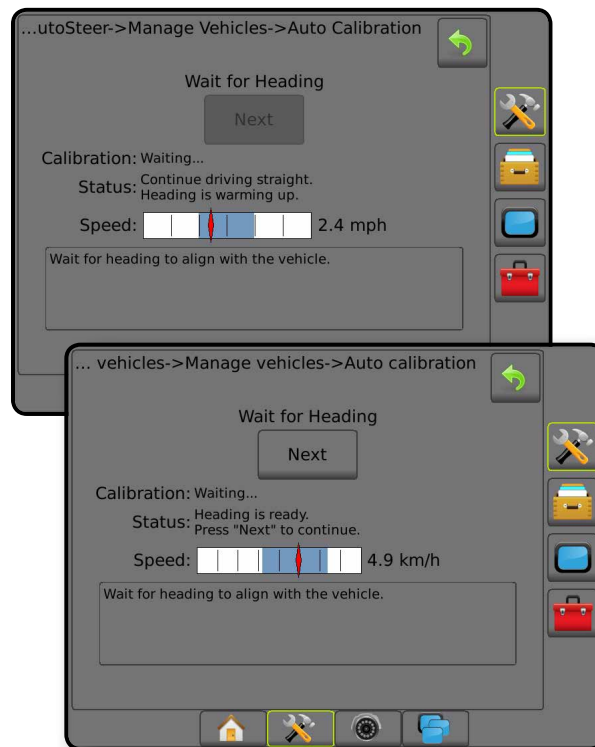 ...utoSteer->Manage Vehicles->Auto Calibration
Wait for Heading
Next
Calibration: Waiting...
Status: Continue driving straight.
Heading is warming up.
Speed: 2.4 mph
Wait for heading to align with the vehicle.
... vehicles->Manage vehicles->Auto calibration
Wait for Heading
Next
Calibration: Waiting...
Status: Heading is ready.
Press "Next" to continue.
Speed: 4.9 km/h
Wait for heading to align with the vehicle.